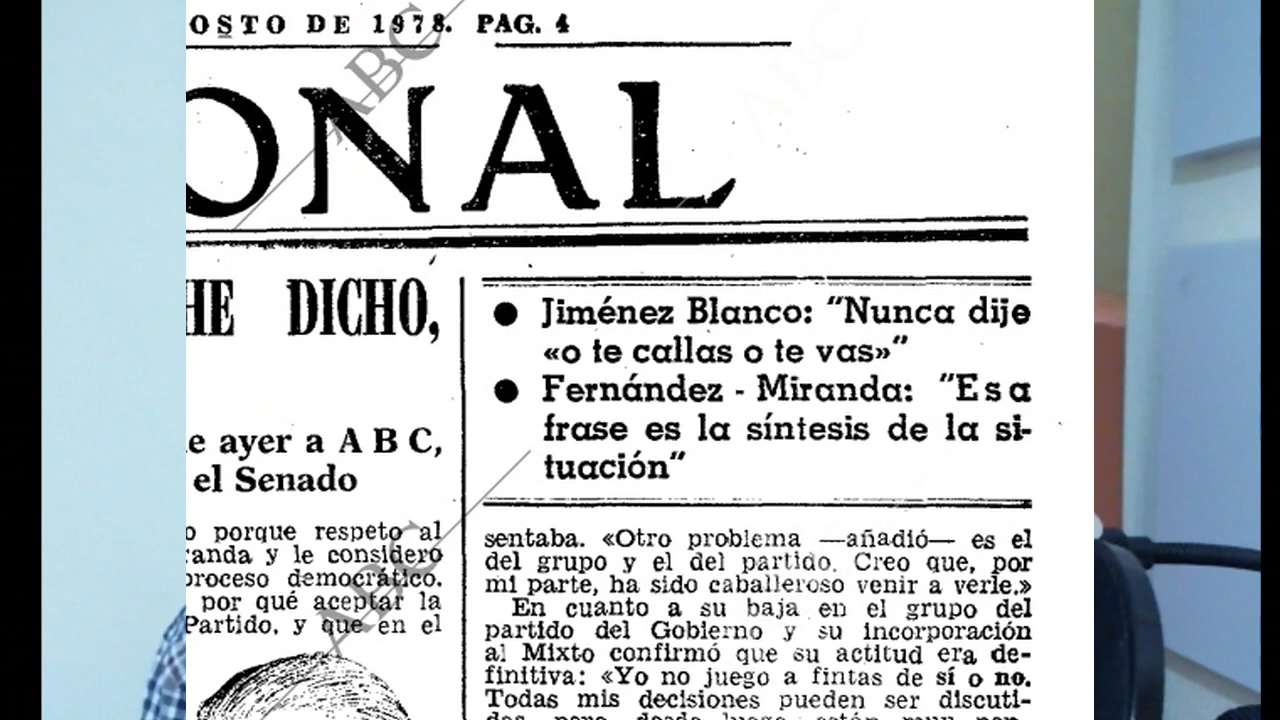 OSTO DE 1978. PAG. 4
ONAL
HE DICHO,
e ayer a A B C,
el Senado
o porque respeto al
randa y le considero
proceso democrático.
por qué aceptar la
Partido, y que en el
● Jiménez Blanco: "Nunca dije
«o te callas o te vas»"
● Fernández - Miranda: "Esa
frase es la síntesis de la si-
tuación"
sentaba. «Otro problema —añadió— es el
del grupo y el del partido. Creo que, por
mi parte, ha sido caballeroso venir a verle.»
En cuanto a su baja en el grupo del
partido del Gobierno y su incorporación
al Mixto confirmó que su actitud era de-
finitiva: «Yo no juego a fintas de sí o no.
Todas mis decisiones pueden ser discuti-
ABC
ABC